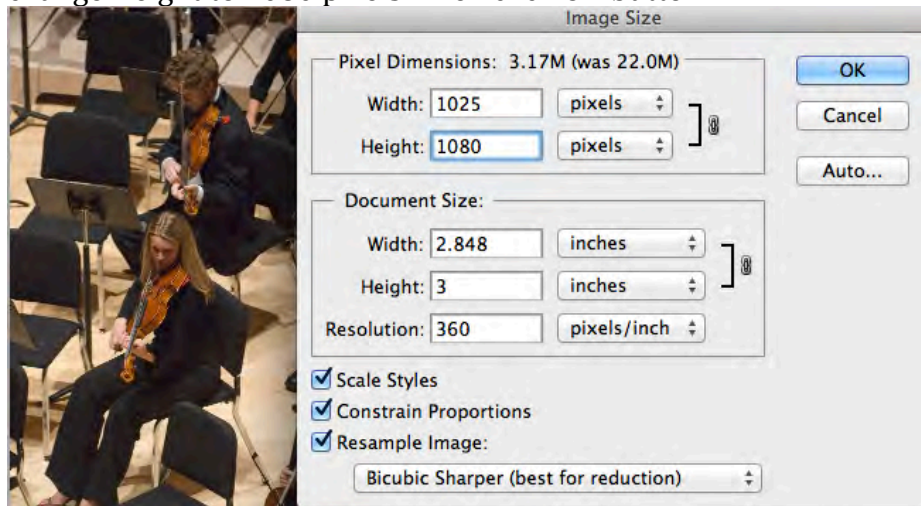 Image Size
Pixel Dimensions: 3.17M (was 22.0M)
OK
Width: 1025 pixels
Cancel
Height: 1080 pixels
Auto...
Document Size:
Width: 2.848 inches
Height: 3 inches
Resolution: 360 pixels/inch
Scale Styles
Constrain Proportions
Resample Image:
Bicubic Sharper (best for reduction)